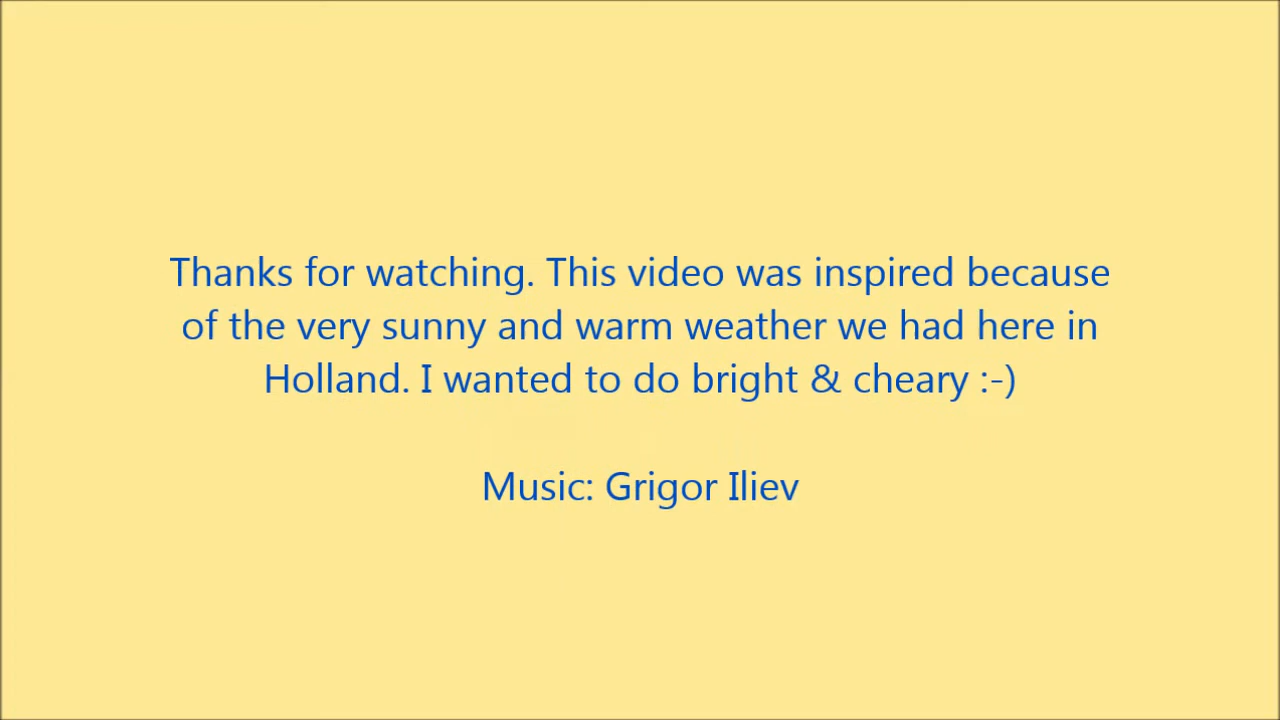 Thanks for watching. This video was inspired because
of the very sunny and warm weather we had here in
Holland. I wanted to do bright & cheary :-)
Music: Grigor Iliev